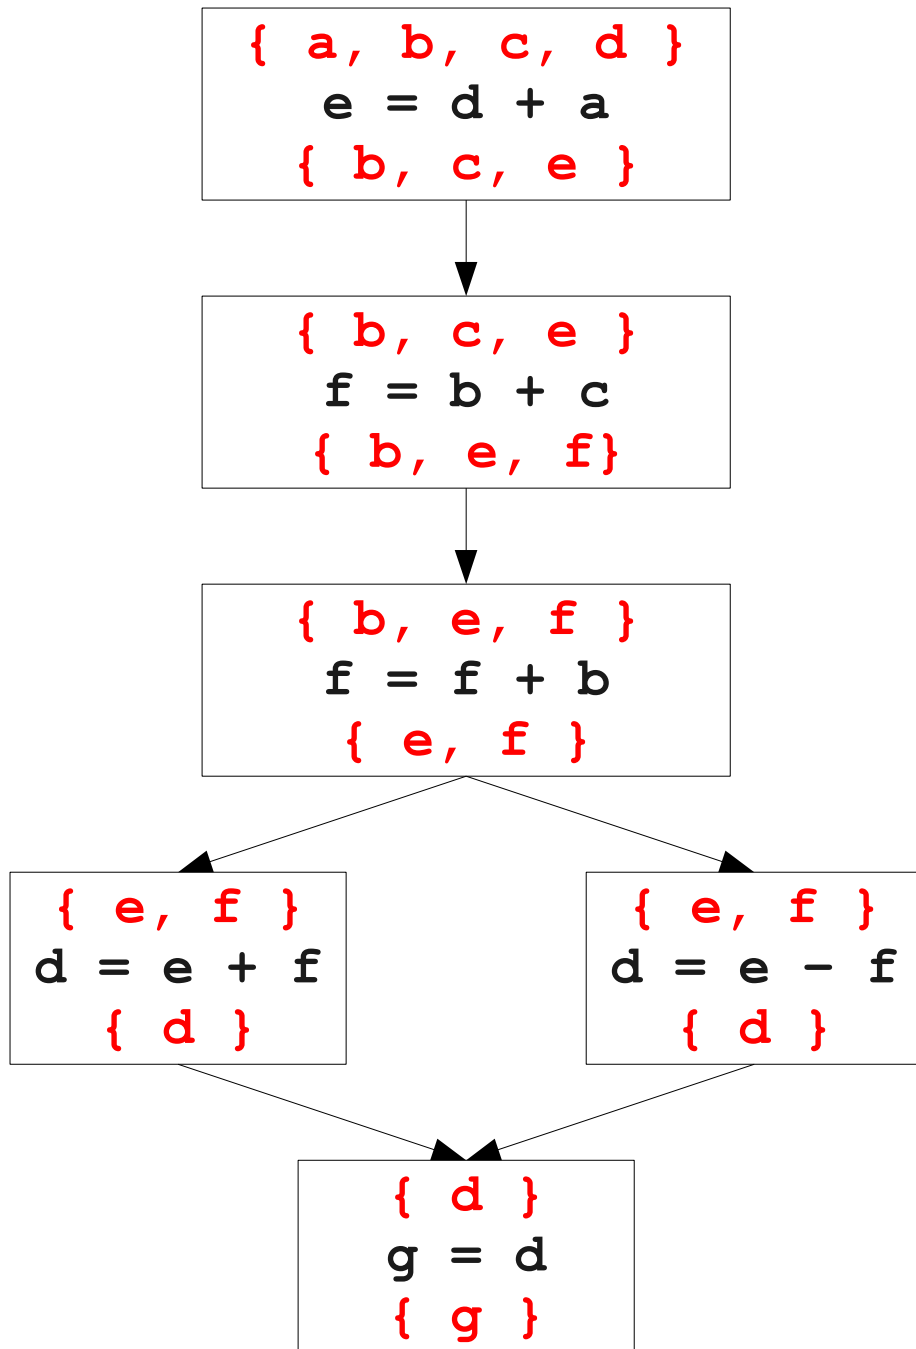 { a, b, c, d }
e = d + a
{ b, c, e }
{ b, c, e }
f = b + c
{ b, e, f}
{ b, e, f }
f = f + b
{ e, f }
{ e, f }
d = e + f
{ d }
{ e, f }
d = e - f
{ d }
{ d }
g = d
{ g }